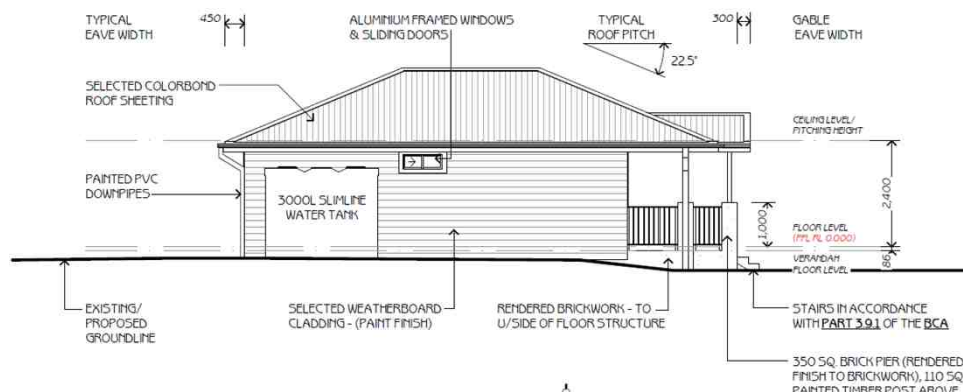 TYPICAL
EAVE WIDTH
450
ALUMINIUM FRAMED WINDOWS
& SLIDING DOORS
TYPICAL
ROOF PITCH
22.5°
300
GABLE
EAVE WIDTH
SELECTED COLORBOND
ROOF SHEETING
CEILING LEVEL/
PITCHING HEIGHT
PAINTED PVC
DOWNPIPES
3000L SLIMLINE
WATER TANK
2,400
1,000
FLOOR LEVEL
(FFL RL 0.000)
86
VERANDAH
FLOOR LEVEL
EXISTING/
PROPOSED
GROUNDLINE
SELECTED WEATHERBOARD
CLADDING - (PAINT FINISH)
RENDERED BRICKWORK - TO
U/SIDE OF FLOOR STRUCTURE
STAIRS IN ACCORDANCE
WITH PART 3.9.1 OF THE BCA
350 SQ. BRICK PIER (RENDERED
FINISH TO BRICKWORK), 110 SQ
PAINTED TIMBER POST ABOVE